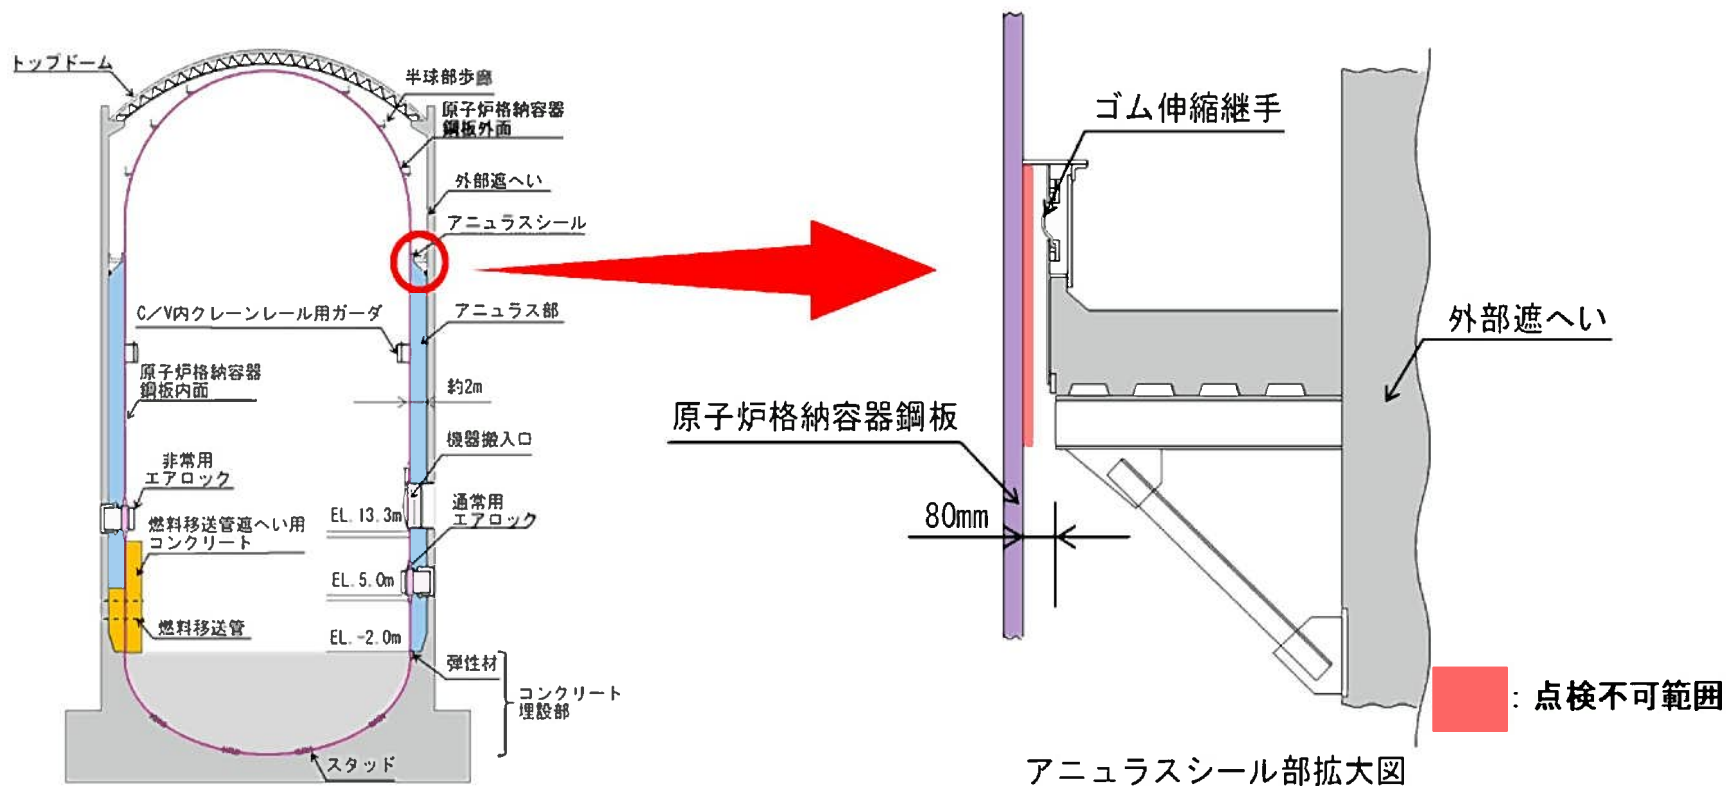 トップドーム
半球部歩廊
原子炉格納容器
鋼板外面
外部遮へい
アニュラスシール
C/V内クレーンレール用ガーダ
アニュラス部
原子炉格納容器
鋼板内面
約2m
機器搬入口
非常用
エアロック
通常用
エアロック
EL.13.3m
燃料移送管遮へい用
コンクリート
EL.5.0m
燃料移送管
EL.-2.0m
弾性材
コンクリート
埋設部
スタッド
ゴム伸縮継手
外部遮へい
原子炉格納容器鋼板
80mm
:点検不可範囲
アニュラスシール部拡大図